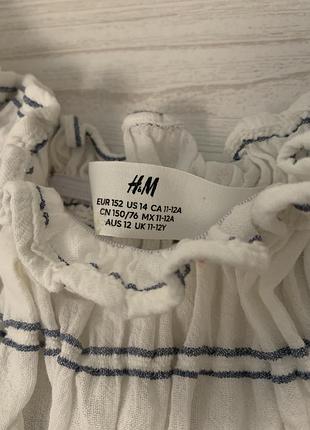 H&M
EUR 152 US 14 CA 11-12A
CN 150/76 MX 11-12A
AUS 12 UK 11-12Y